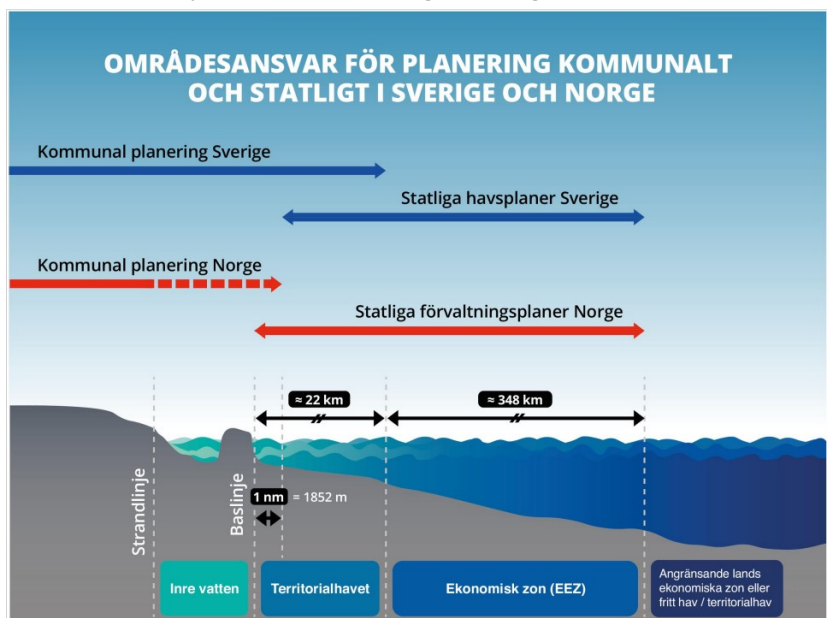 OMRÅDESANSVAR FÖR PLANERING KOMMUNALT
OCH STATLIGT I SVERIGE OCH NORGE
Kommunal planering Sverige
Statliga havsplaner Sverige
Kommunal planering Norge
Statliga förvaltningsplaner Norge
≈ 22 km
≈ 348 km
Strandlinje
Baslinje
1 nm = 1852 m
Inre vatten
Territorialhavet
Ekonomisk zon (EEZ)
Angränsande lands
ekonomiska zon eller
fritt hav / territorialhav